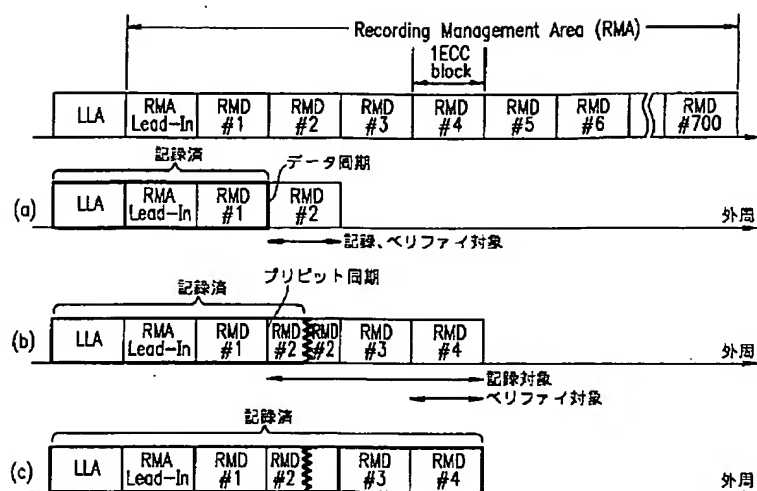 Recording Management Area (RMA)
1ECC
block
LLA
RMA
Lead-In
RMD
#1
RMD
#2
RMD
#3
RMD
#4
RMD
#5
RMD
#6
RMD
#700
記録済
データ同期
(a)
LLA
RMA
Lead-In
RMD
#1
RMD
#2
外周
記録、ベリファイ対象
記録済
プリピット同期
(b)
LLA
RMA
Lead-In
RMD
#1
RMD
#2
RMD
#2
RMD
#3
RMD
#4
外周
記録対象
ベリファイ対象
記録済
(c)
LLA
RMA
Lead-In
RMD
#1
RMD
#2
RMD
#3
RMD
#4
外周